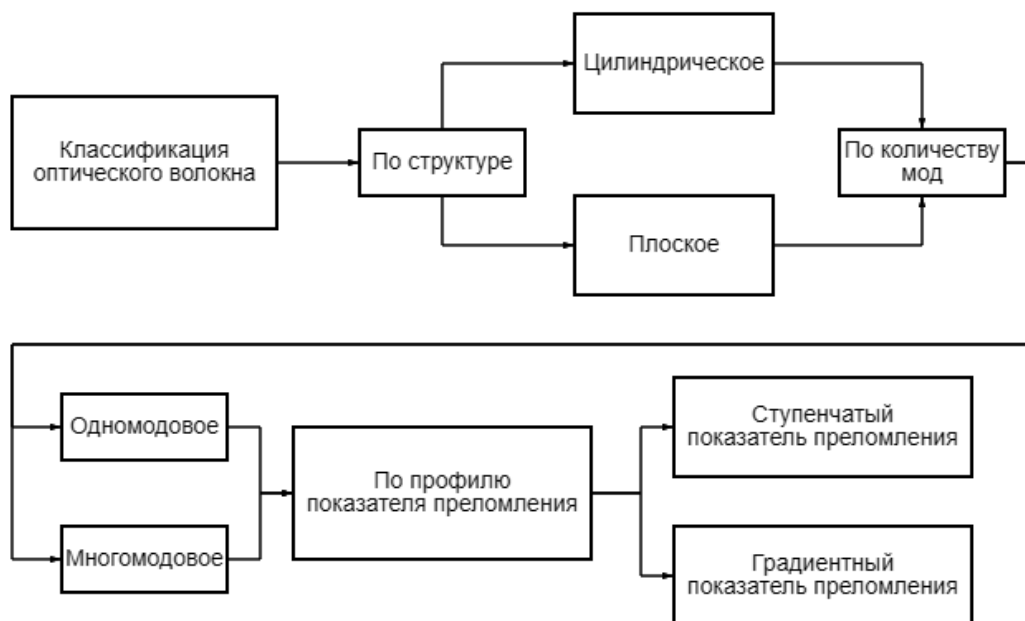 Цилиндрическое
Классификация
оптического волокна
По структуре
По количеству
мод
Плоское
Одномодовое
Многомодовое
По профилю
показателя преломления
Ступенчатый
показатель преломления
Градиентный
показатель преломления